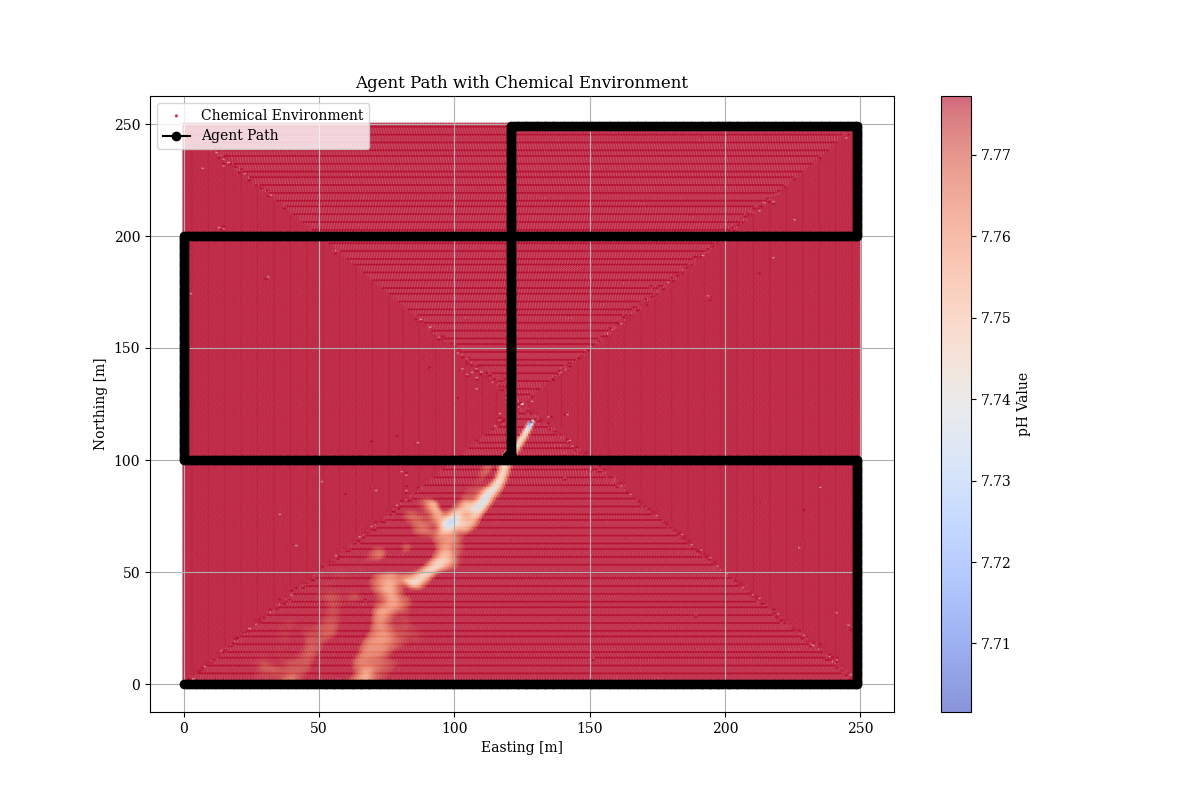 Agent Path with Chemical Environment
Chemical Environment
Agent Path
250
200
150
100
50
0
Northing [m]
0 50 100 150 200 250
Easting [m]
7.77
7.76
7.75
7.74
7.73
7.72
7.71
pH Value